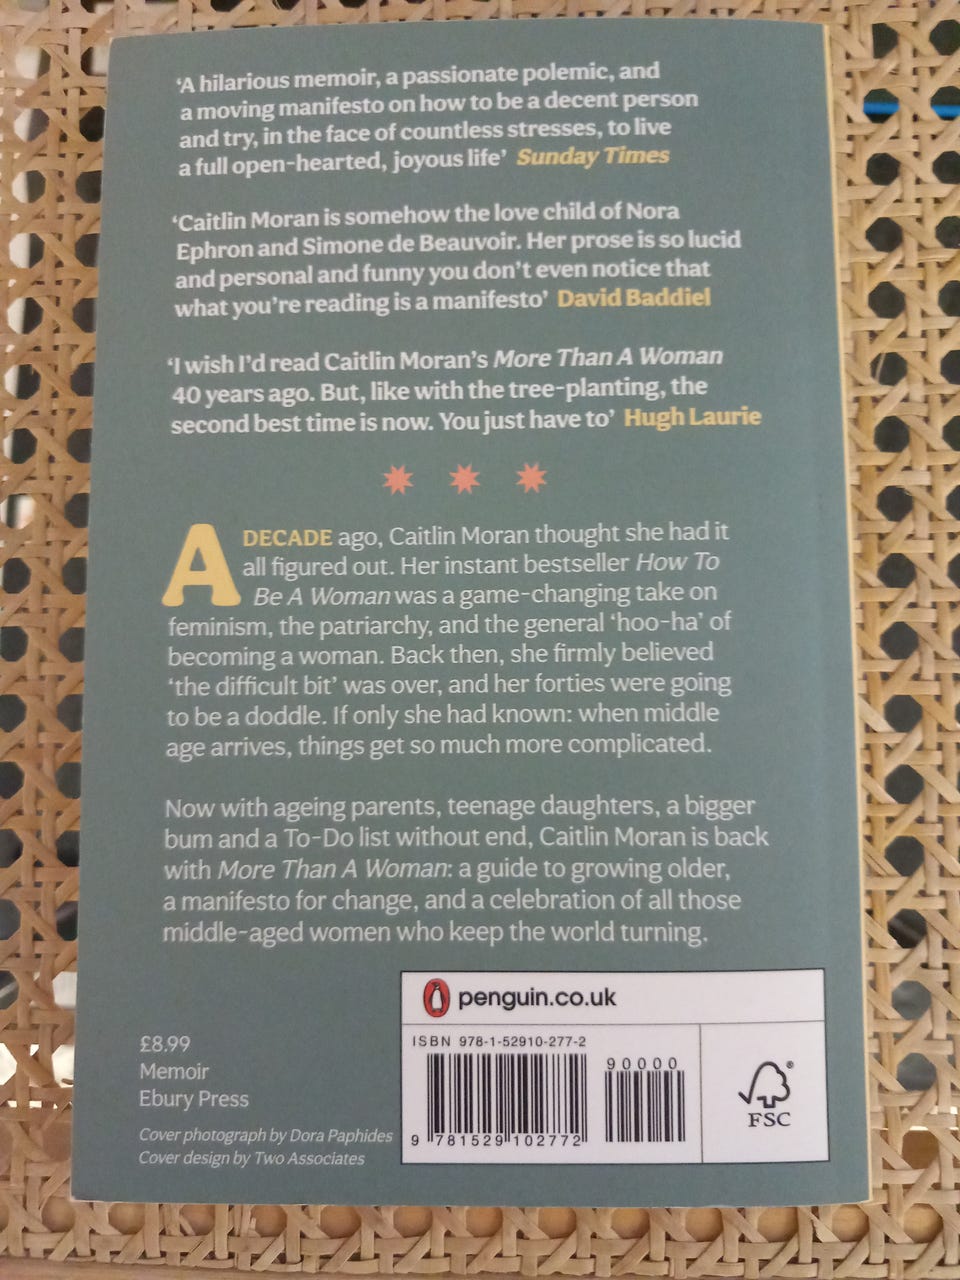 ‘A hilarious memoir, a passionate polemic, and
a moving manifesto on how to be a decent person
and try, in the face of countless stresses, to live
a full open-hearted, joyous life’ Sunday Times
‘Caitlin Moran is somehow the love child of Nora
Ephron and Simone de Beauvoir. Her prose is so lucid
and personal and funny you don’t even notice that
what you’re reading is a manifesto’ David Baddiel
‘I wish I’d read Caitlin Moran’s More Than A Woman
40 years ago. But, like with the tree-planting, the
second best time is now. You just have to’ Hugh Laurie
A DECADE ago, Caitlin Moran thought she had it
all figured out. Her instant bestseller How To
Be A Woman was a game-changing take on
feminism, the patriarchy, and the general ‘hoo-ha’ of
becoming a woman. Back then, she firmly believed
‘the difficult bit’ was over, and her forties were going
to be a doddle. If only she had known: when middle
age arrives, things get so much more complicated.
Now with ageing parents, teenage daughters, a bigger
bum and a To-Do list without end, Caitlin Moran is back
with More Than A Woman: a guide to growing older,
a manifesto for change, and a celebration of all those
middle-aged women who keep the world turning.
£8.99
Memoir
Ebury Press
Cover photograph by Dora Paphides
Cover design by Two Associates
penguin.co.uk
ISBN 978-1-52910-277-2
90000
9 781529 102772
FSC®